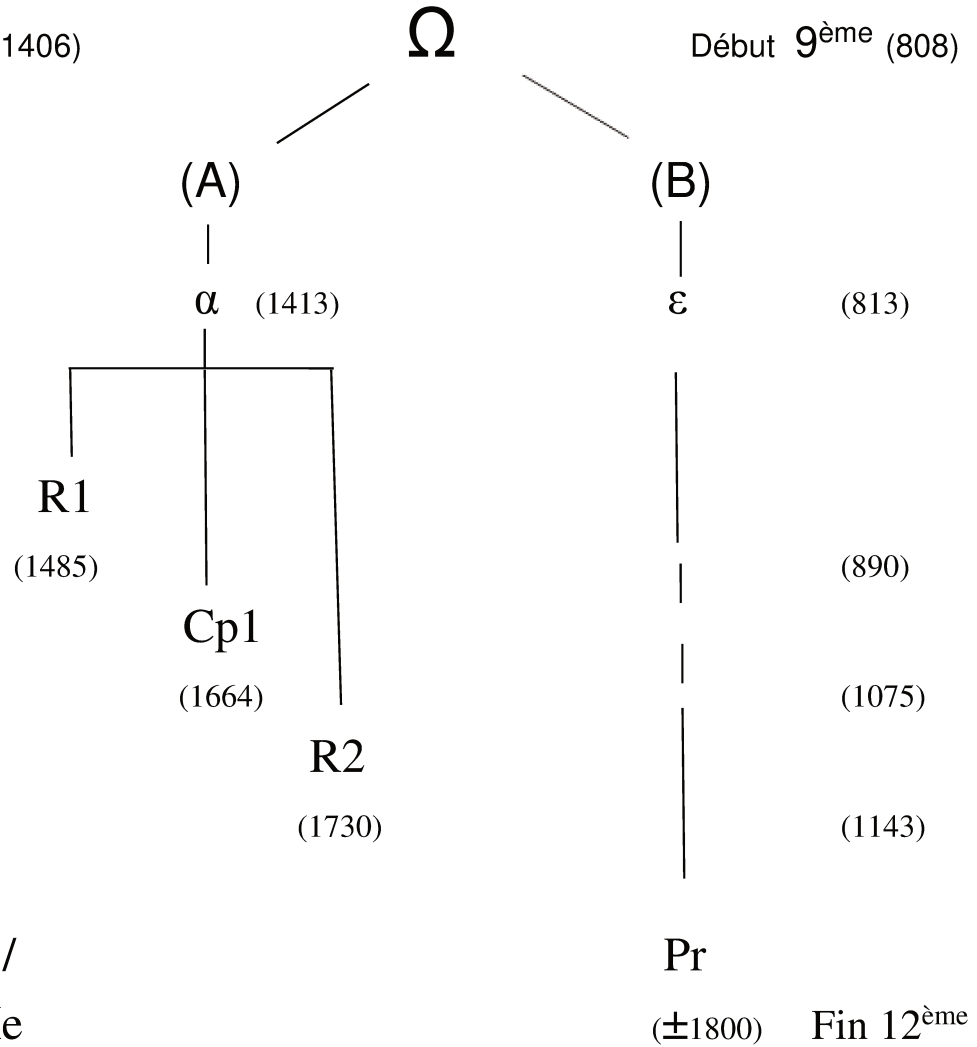 1406) Ω Début 9ème (808)
(A) (B)
α (1413) ε (813)
R1
(1485) (890)
Cp1
(1664) (1075)
R2
(1730) (1143)
/ Pr
(±1800) Fin 12ème